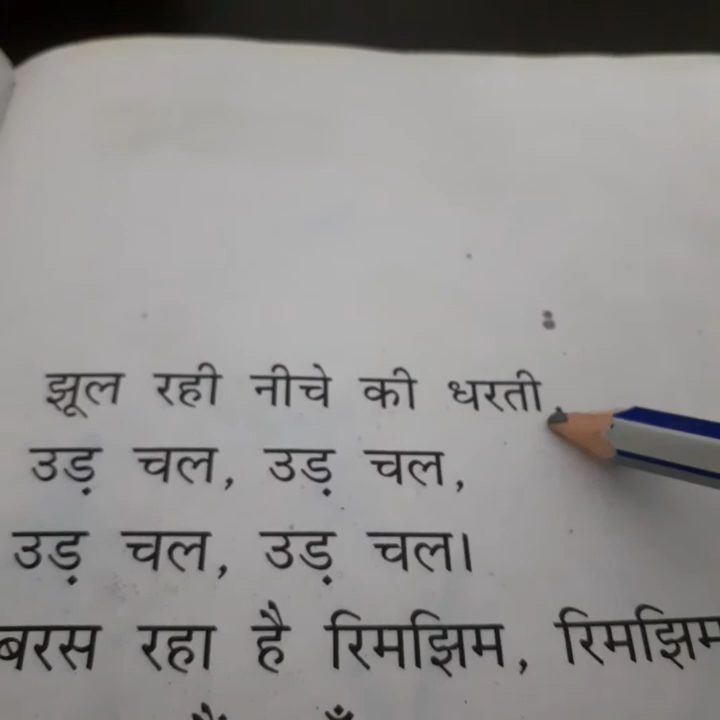 झूल रही नीचे की धरती,
उड़ चल, उड़ चल,
उड़ चल, उड़ चल।
बरस रहा है रिमझिम, रिमझिम